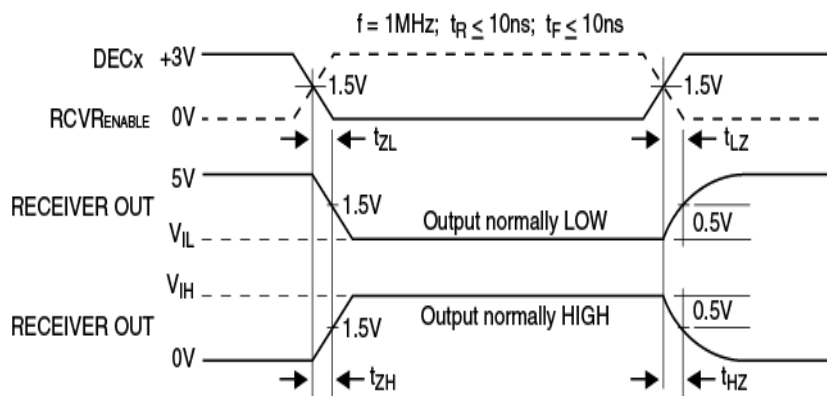 f = 1MHz; tR ≤ 10ns; tF ≤ 10ns
DECx +3V
1.5V 1.5V
RCVRENABLE 0V
tZL tLZ
5V
RECEIVER OUT 1.5V Output normally LOW 0.5V
VIL
VIH
0.5V
RECEIVER OUT 1.5V Output normally HIGH
0V
tZH tHZ